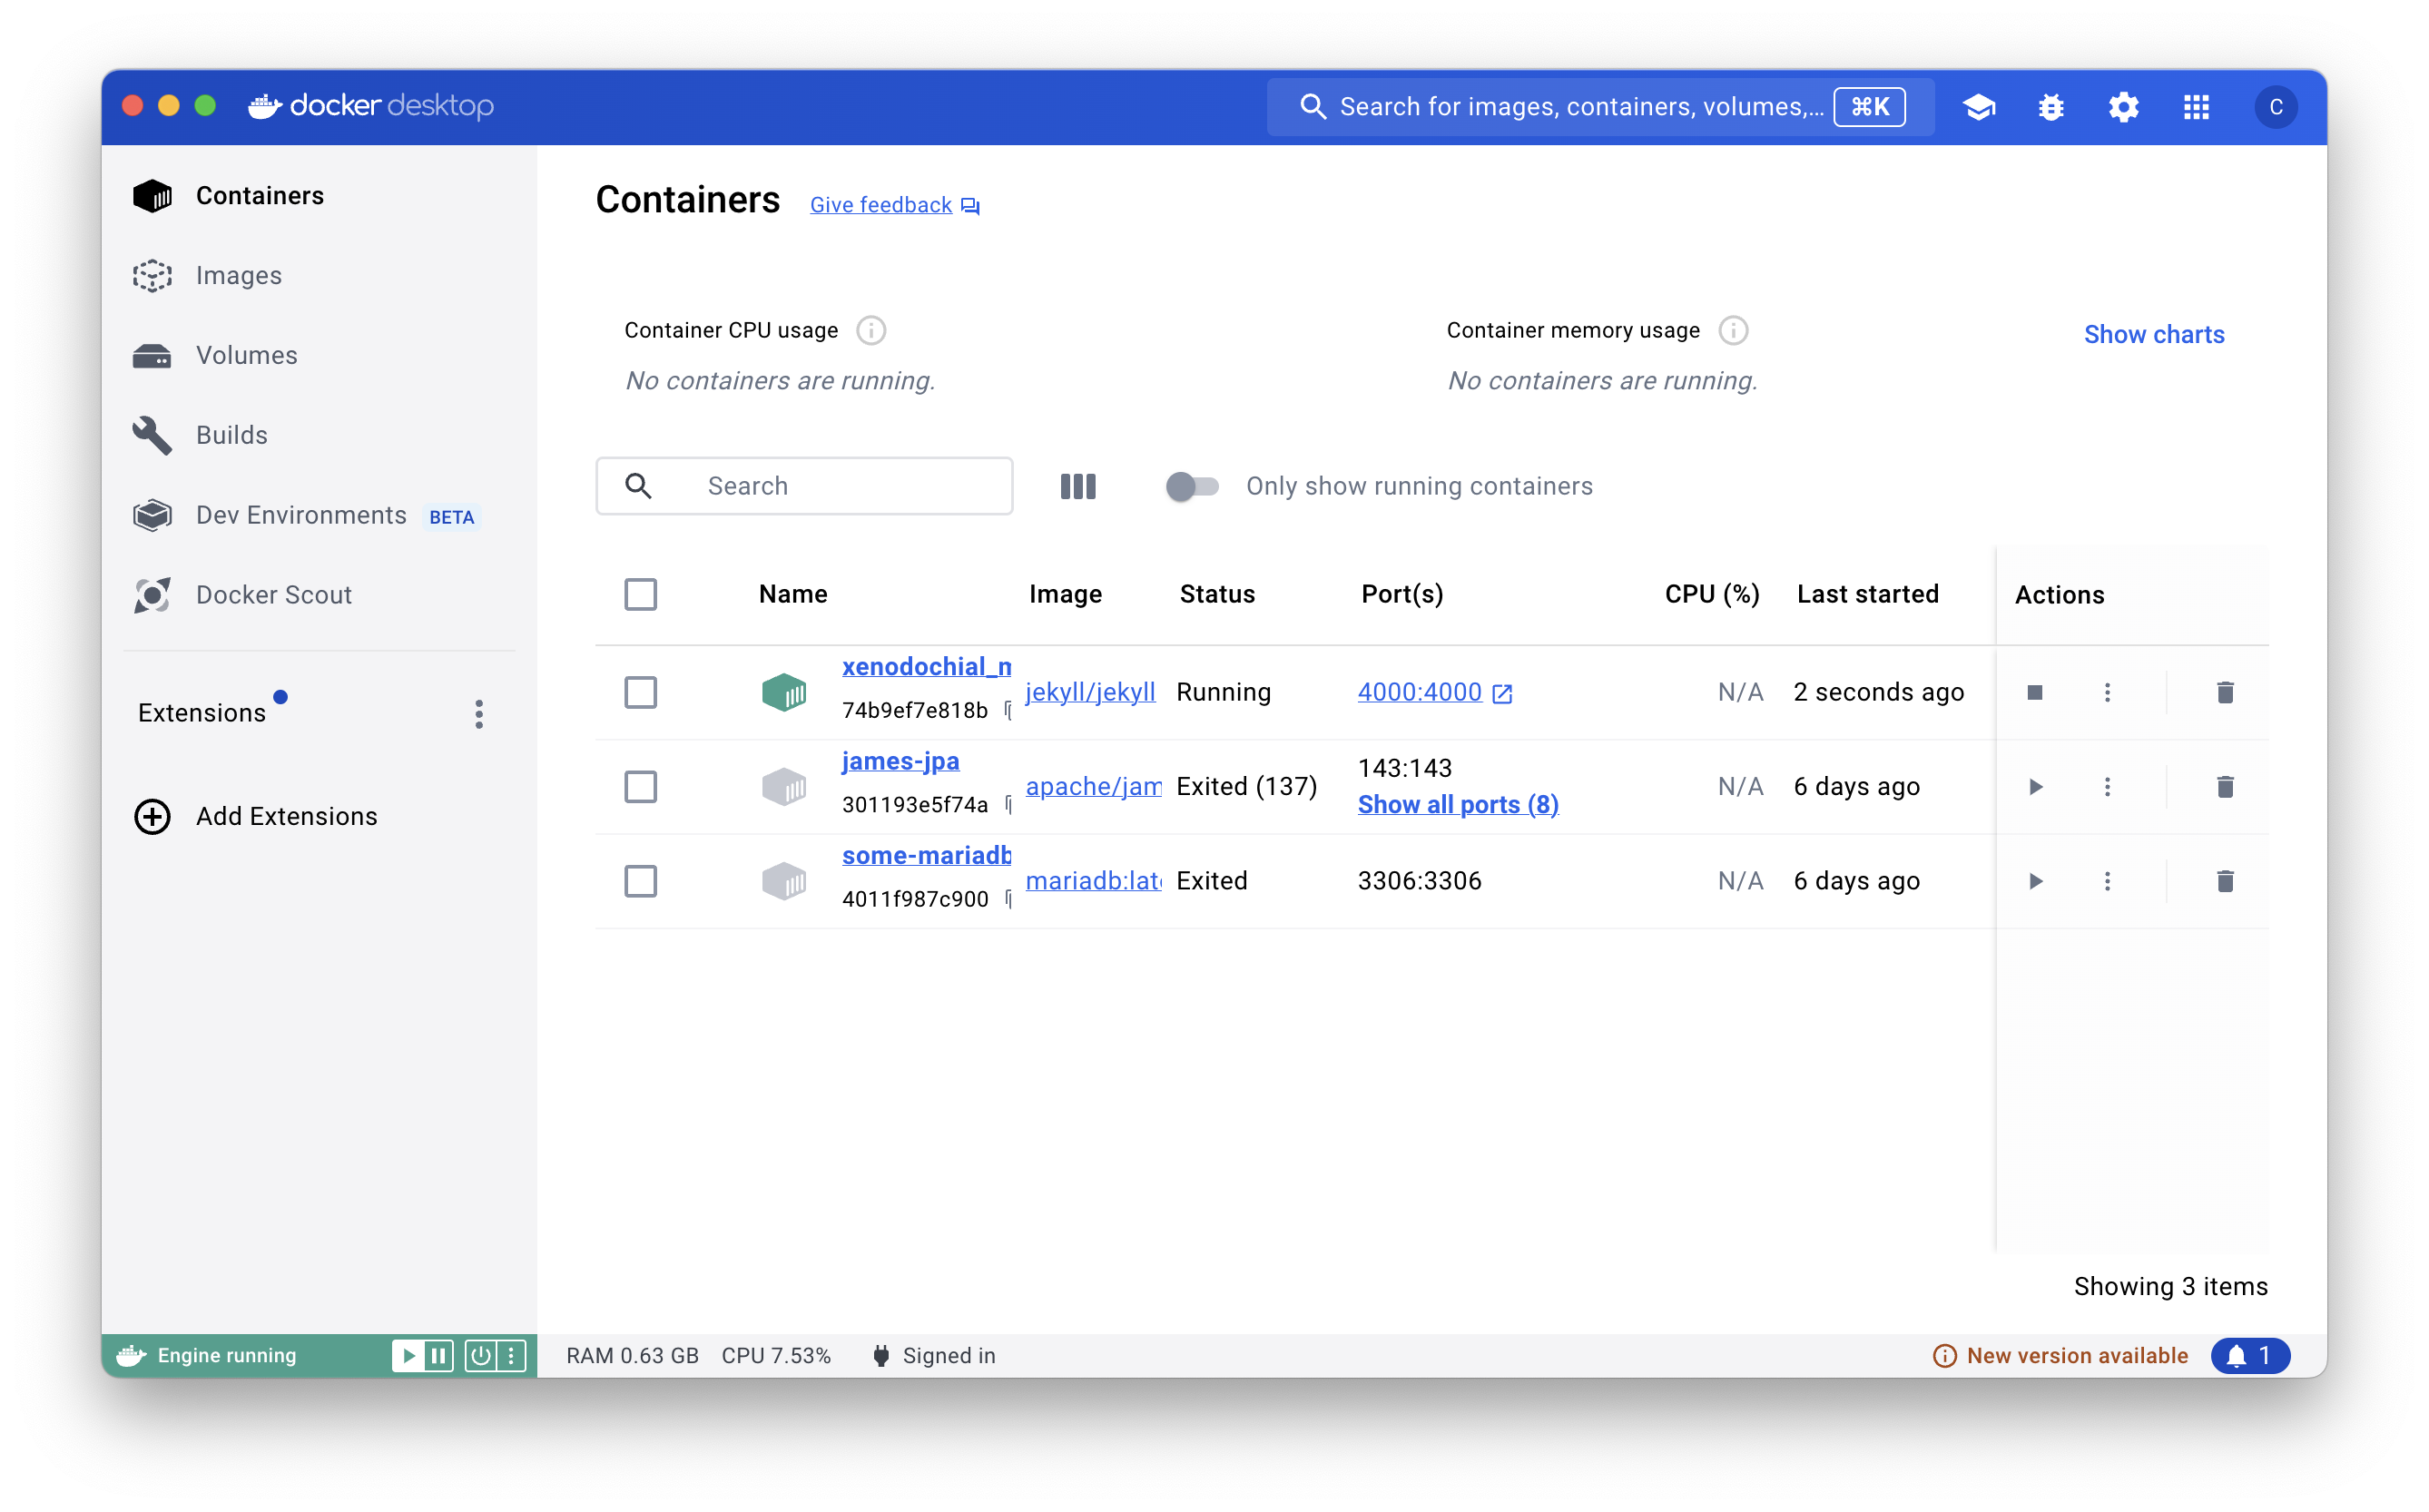 docker desktop
Search for images, containers, volumes,... ⌘K
C
Containers
Images
Volumes
Builds
Dev Environments BETA
Docker Scout
Extensions
Add Extensions
Containers Give feedback
Container CPU usage
No containers are running.
Container memory usage
No containers are running.
Show charts
Search
Only show running containers
Name Image Status Port(s) CPU (%) Last started Actions
xenodochial_m
74b9ef7e818b
jekyll/jekyll Running 4000:4000 N/A 2 seconds ago
james-jpa
301193e5f74a
apache/jam Exited (137) 143:143
Show all ports (8)
N/A 6 days ago
some-mariadb
4011f987c900
mariadb:late Exited 3306:3306 N/A 6 days ago
Showing 3 items
Engine running
RAM 0.63 GB CPU 7.53% Signed in
New version available 1